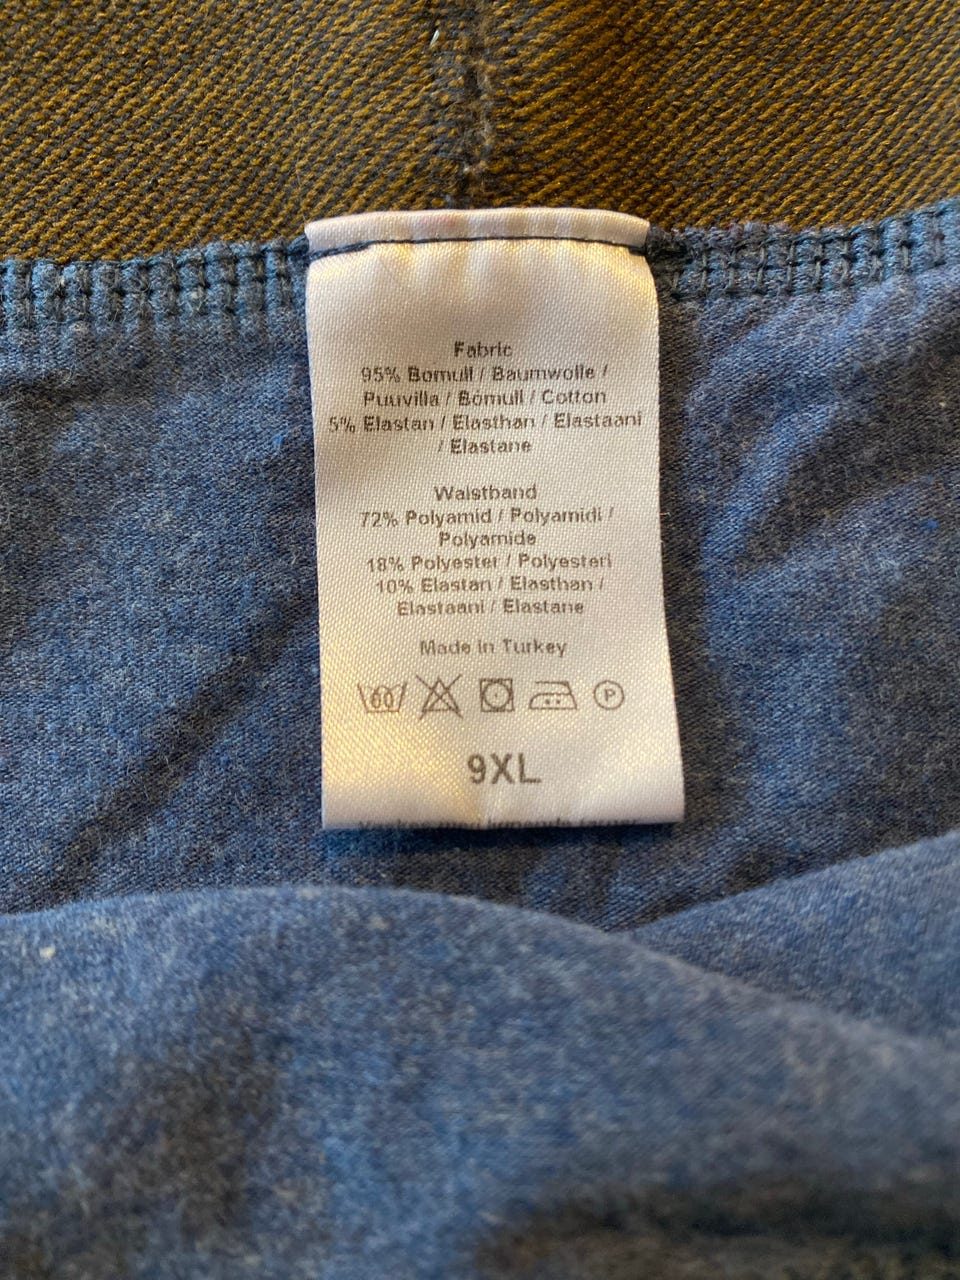 Fabric
95% Bomull / Baumwolle /
Puuvilla / Bómull / Cotton
5% Elastan / Elasthan / Elastaani
/ Elastane
Waistband
72% Polyamid / Polyamidi /
Polyamide
18% Polyester / Polyesteri
10% Elastan / Elasthan /
Elastaani / Elastane
Made in Turkey
60
P
9XL